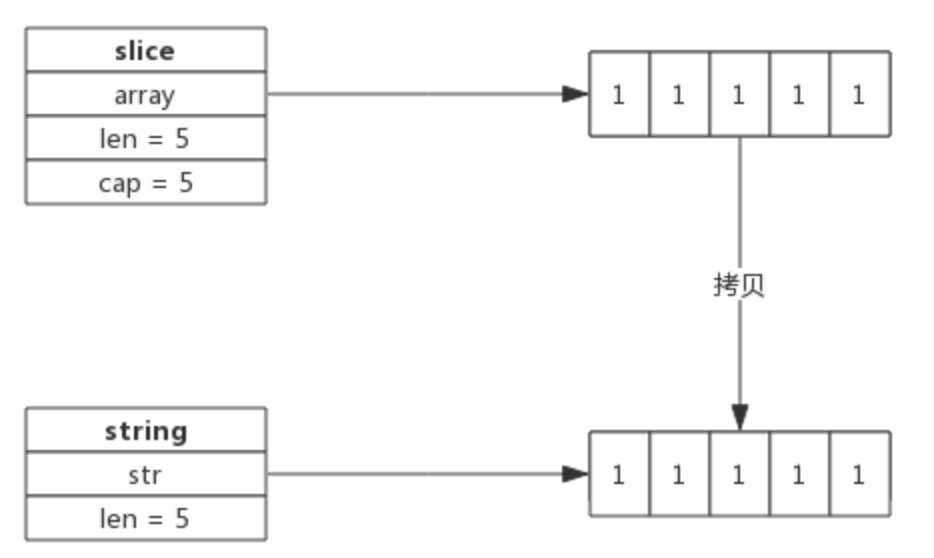 slice
array
len = 5
cap = 5
1 1 1 1 1
拷贝
string
str
len = 5
1 1 1 1 1